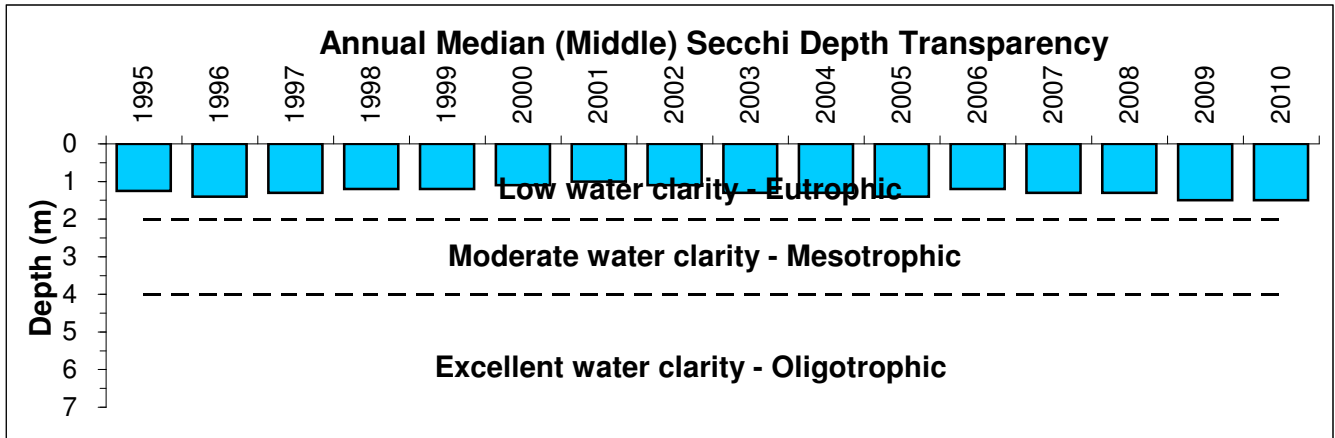 Annual Median (Middle) Secchi Depth Transparency
1995 1996 1997 1998 1999 2000 2001 2002 2003 2004 2005 2006 2007 2008 2009 2010
Depth (m)
0
1
2
3
4
5
6
7
Low water clarity - Eutrophic
Moderate water clarity - Mesotrophic
Excellent water clarity - Oligotrophic